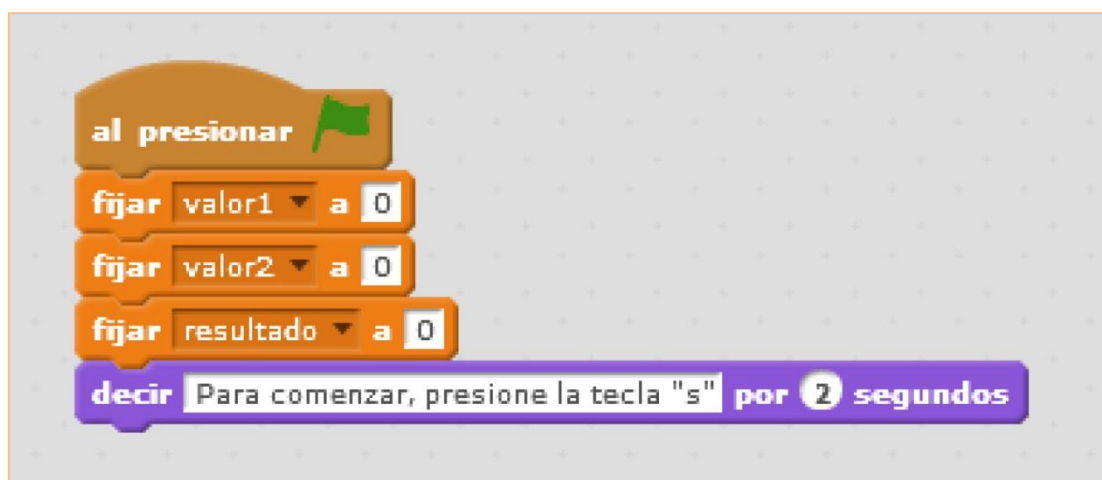 al presionar
fijar valor1 a 0
fijar valor2 a 0
fijar resultado a 0
decir Para comenzar, presione la tecla "s" por 2 segundos